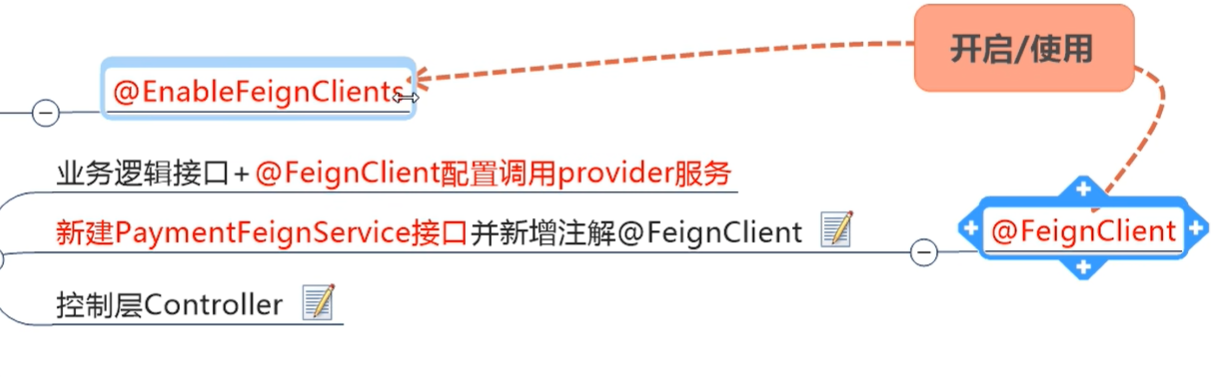 开启/使用
@EnableFeignClients
业务逻辑接口+@FeignClient配置调用provider服务
新建PaymentFeignService接口并新增注解@FeignClient
@FeignClient
控制层Controller